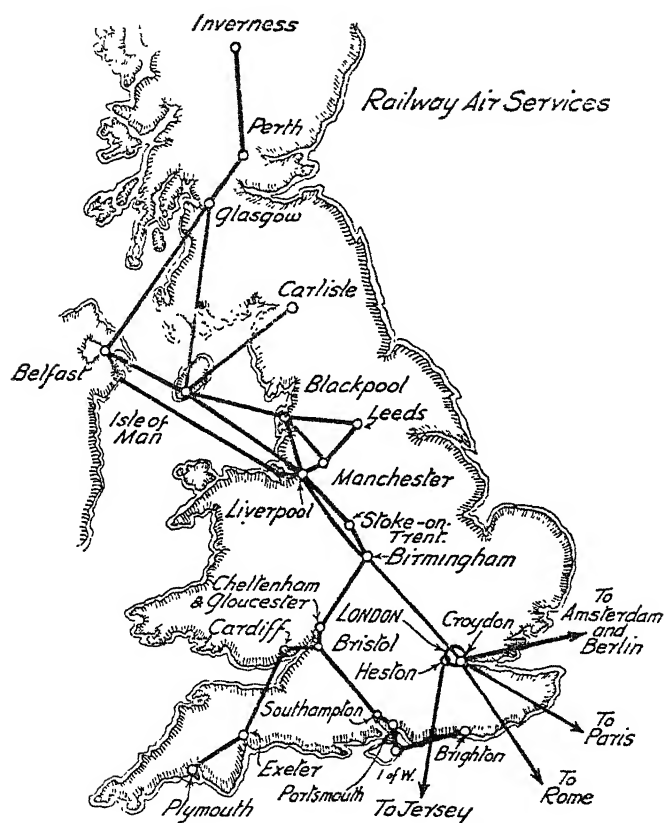 Inverness
Railway Air Services
Perth
Glasgow
Carlisle
Belfast
Isle of
Man
Blackpool
Leeds
Manchester
Liverpool
Stoke-on-
Trent.
Birmingham
Cheltenham
& Gloucester
Cardiff
Bristol
LONDON
Croydon
Heston
To
Amsterdam
and
Berlin
Southampton
Portsmouth
I of W.
Brighton
To
Paris
Exeter
Plymouth
To Jersey
To
Rome